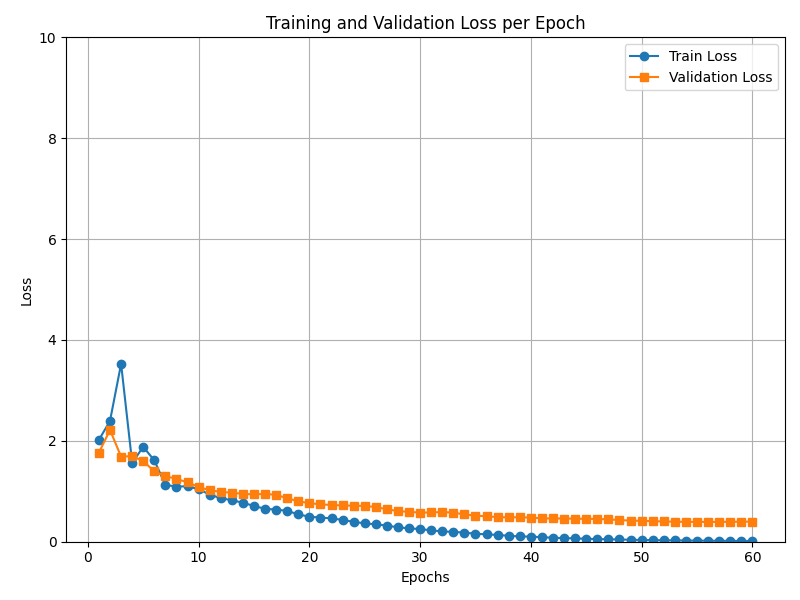 Training and Validation Loss per Epoch
Train Loss
Validation Loss
Loss
10
8
6
4
2
0
0 10 20 30 40 50 60
Epochs